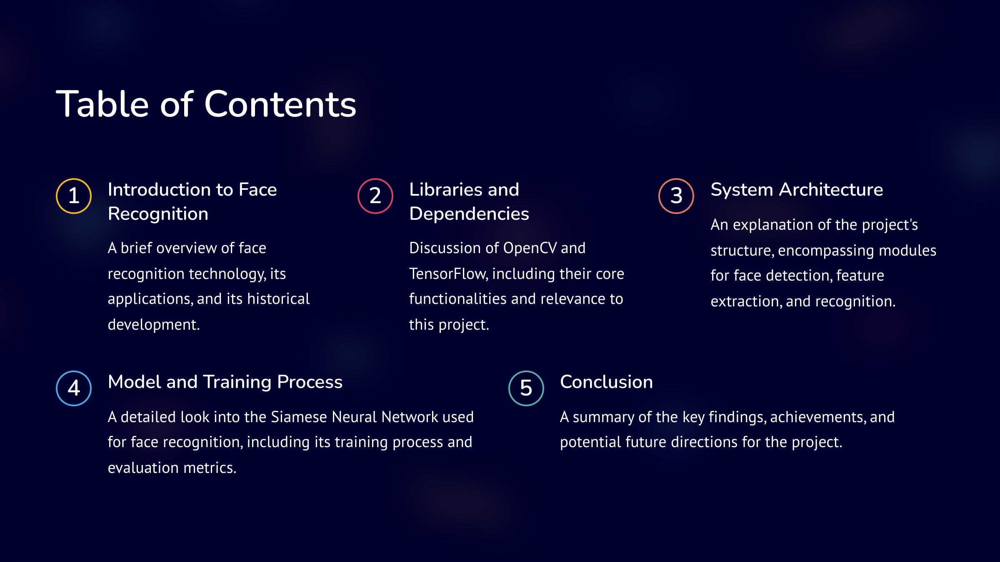 Table of Contents
1
Introduction to Face
Recognition
A brief overview of face
recognition technology, its
applications, and its historical
development.
2
Libraries and
Dependencies
Discussion of OpenCV and
TensorFlow, including their core
functionalities and relevance to
this project.
3
System Architecture
An explanation of the project's
structure, encompassing modules
for face detection, feature
extraction, and recognition.
4
Model and Training Process
A detailed look into the Siamese Neural Network used
for face recognition, including its training process and
evaluation metrics.
5
Conclusion
A summary of the key findings, achievements, and
potential future directions for the project.